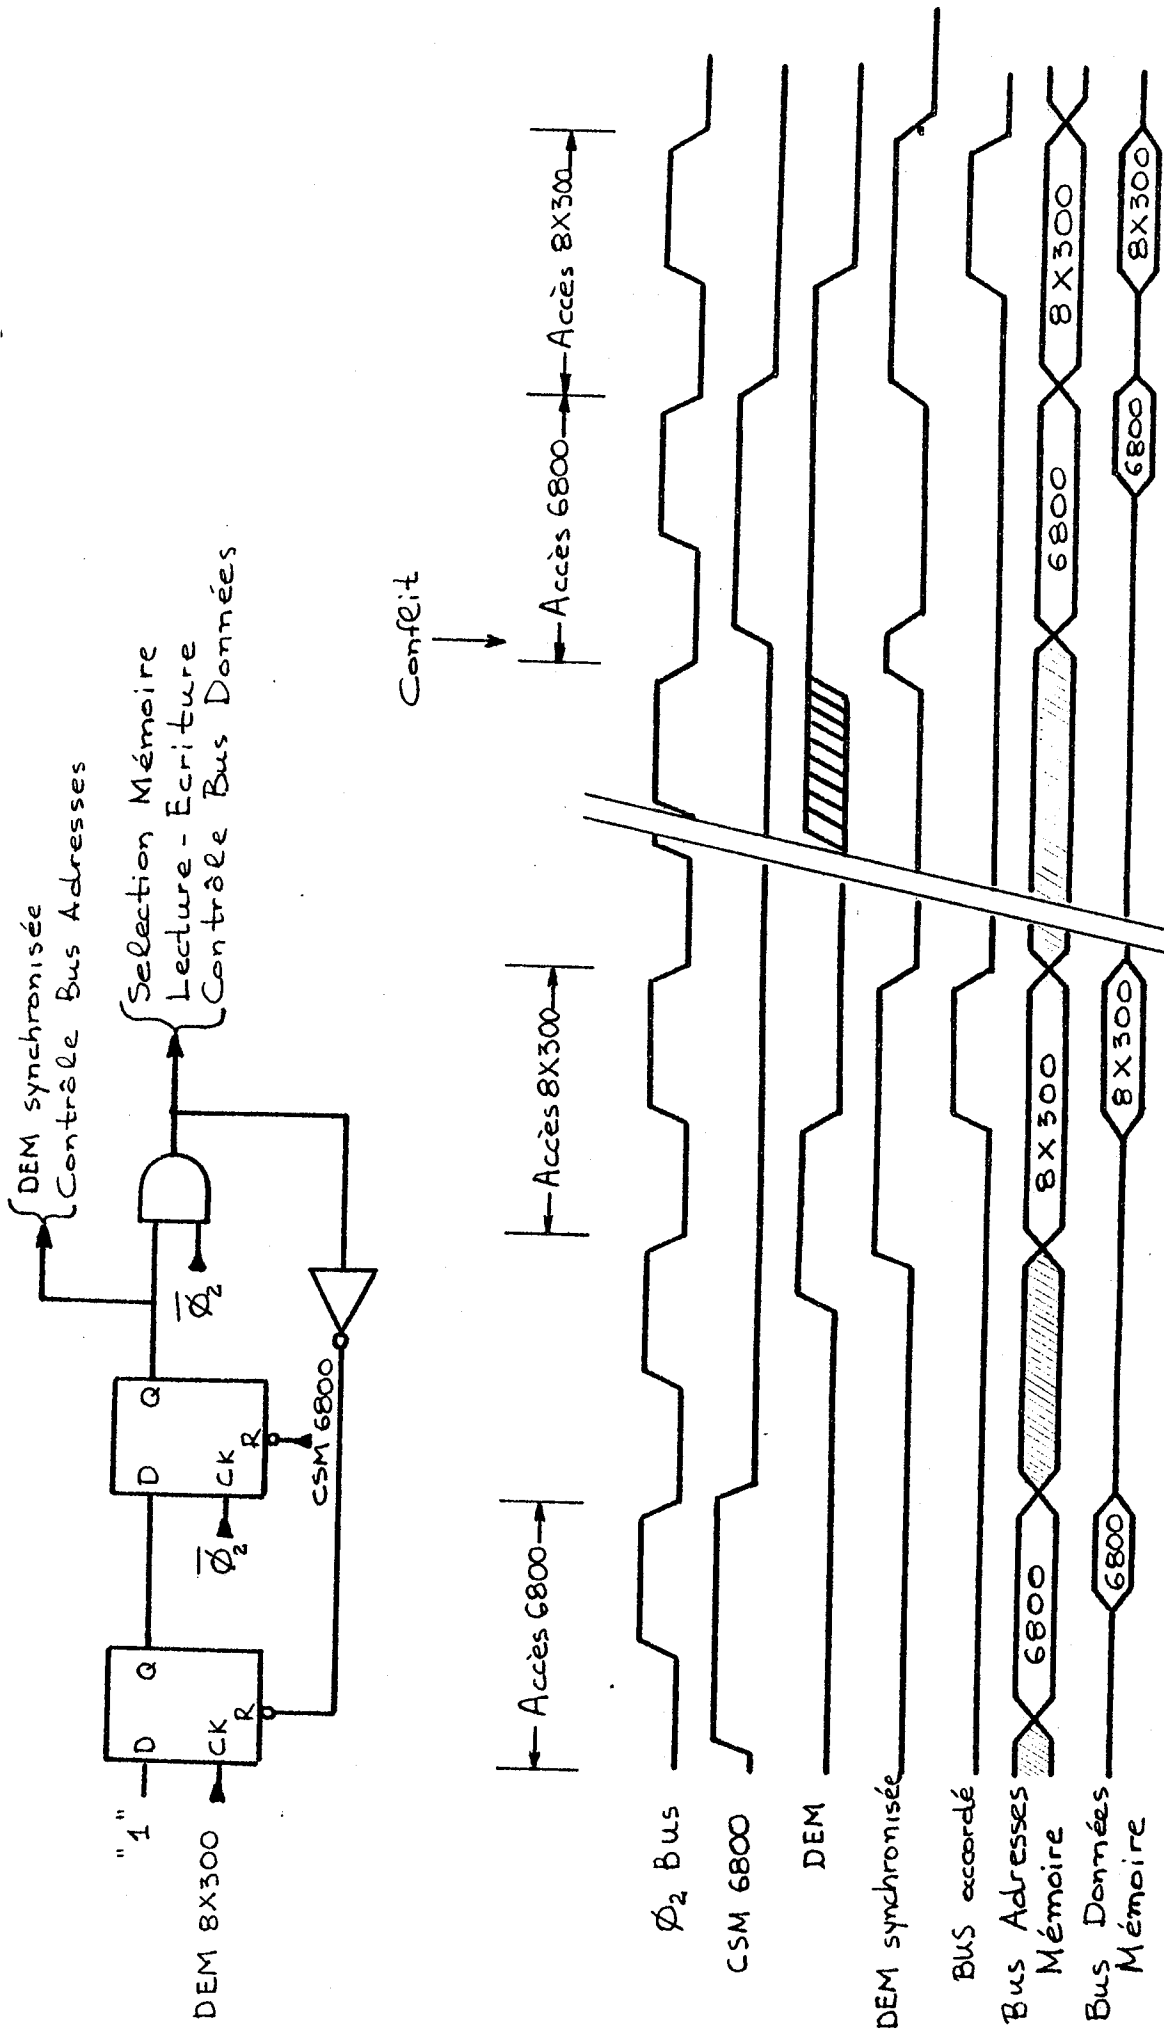 DEM synchronisée
Contrôle Bus Adresses
Selection Mémoire
Lecture - Ecriture
Contrôle Bus Données
"1"
D
Q
CK
R
DEM 8X300
D
Q
CK
R
CSM 6800
φ̅2
φ̅2
Conflit
Accès 6800
Accès 8X300
Accès 6800
Accès 8X300
φ2 Bus
CSM 6800
DEM
DEM synchronisée
BUS accordé
Bus Adresses
Mémoire
6800
8X300
6800
8X300
Bus Données
Mémoire
6800
8X300
6800
8X300